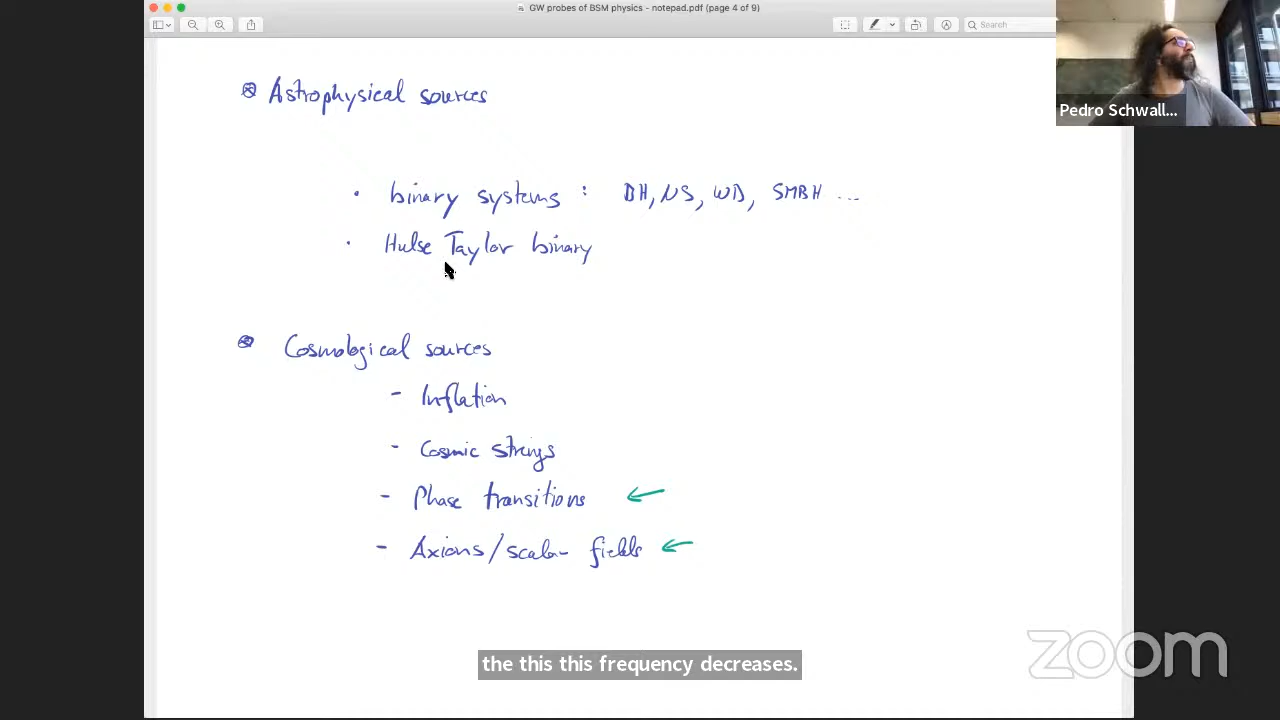 GW probes of BSM physics - notepad.pdf (page 4 of 9)
Search
Pedro Schwall...
Astrophysical sources
• binary systems : BH, NS, WD, SMBH ...
• Hulse Taylor binary
Cosmological sources
- Inflation
- Cosmic strings
- Phase transitions ←
- Axions/scalar fields ←
the this this frequency decreases.
zoom